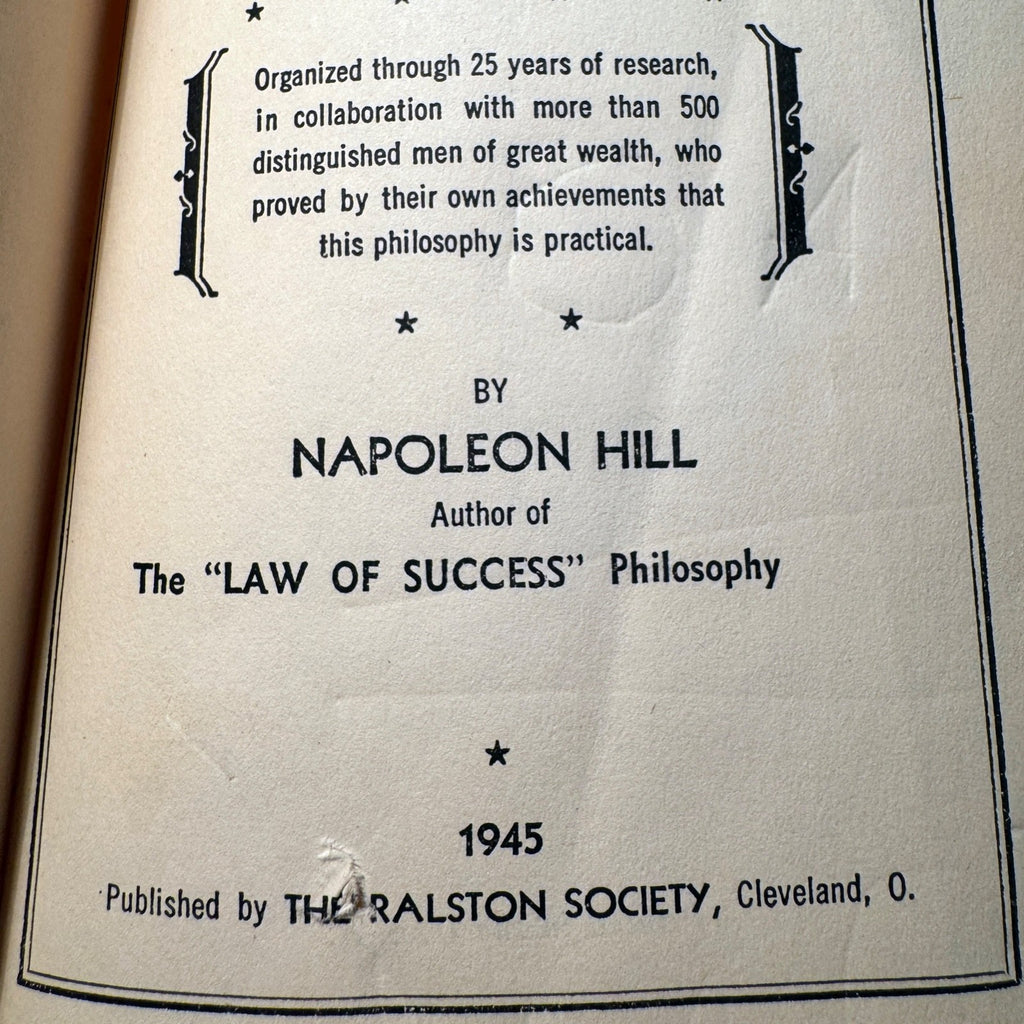 Organized through 25 years of research,
in collaboration with more than 500
distinguished men of great wealth, who
proved by their own achievements that
this philosophy is practical.
BY
NAPOLEON HILL
Author of
The “LAW OF SUCCESS” Philosophy
1945
Published by THE RALSTON SOCIETY, Cleveland, O.